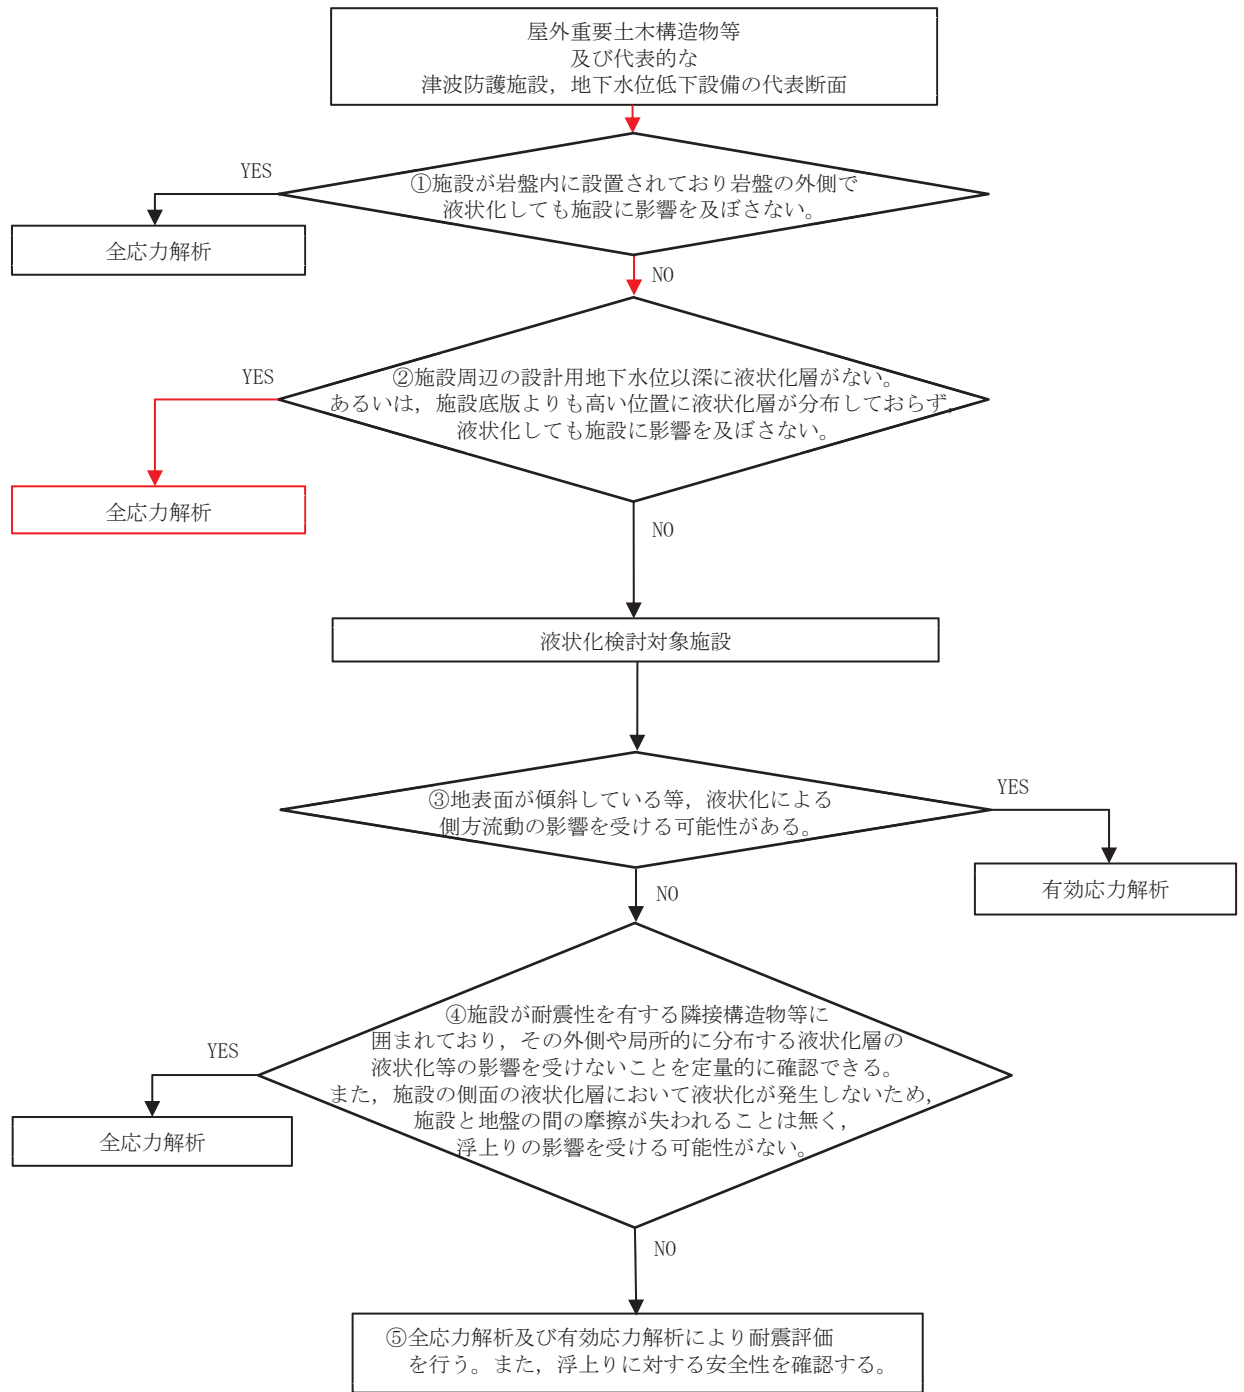 屋外重要土木構造物等
及び代表的な
津波防護施設，地下水位低下設備の代表断面
YES
①施設が岩盤内に設置されており岩盤の外側で
液状化しても施設に影響を及ぼさない。
全応力解析
NO
YES
②施設周辺の設計用地下水位以深に液状化層がない。
あるいは，施設底版よりも高い位置に液状化層が分布しておらず，
液状化しても施設に影響を及ぼさない。
全応力解析
NO
液状化検討対象施設
YES
③地表面が傾斜している等，液状化による
側方流動の影響を受ける可能性がある。
有効応力解析
NO
④施設が耐震性を有する隣接構造物等に
囲まれており，その外側や局所的に分布する液状化層の
YES
液状化等の影響を受けないことを定量的に確認できる。
また，施設の側面の液状化層において液状化が発生しないため，
施設と地盤の間の摩擦が失われることは無く，
全応力解析
浮上りの影響を受ける可能性がない。
NO
⑤全応力解析及び有効応力解析により耐震評価
を行う。また，浮上りに対する安全性を確認する。